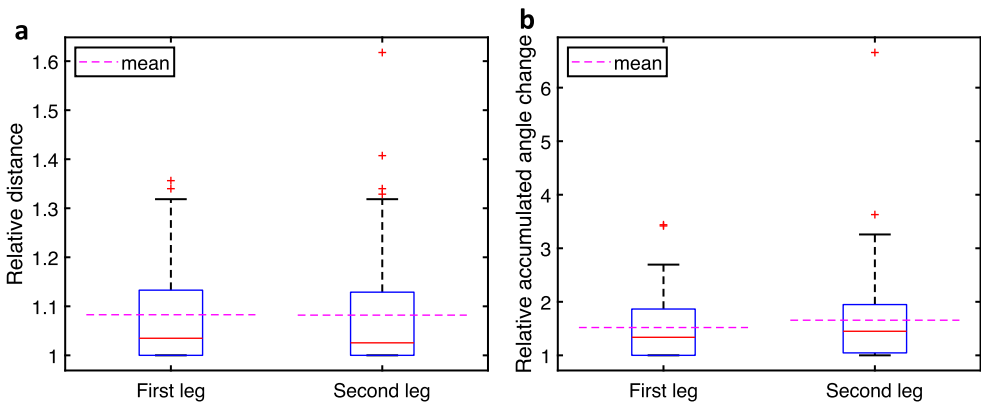 a
mean
Relative distance
1.6
1.5
1.4
1.3
1.2
1.1
1
First leg
Second leg
b
mean
Relative accumulated angle change
6
5
4
3
2
1
First leg
Second leg